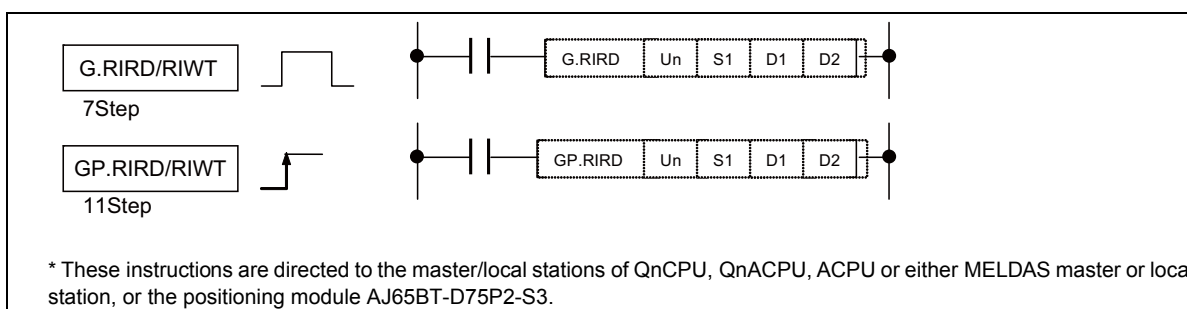 G.RIRD/RIWT
G.RIRD Un S1 D1 D2
7Step
GP.RIRD/RIWT
GP.RIRD Un S1 D1 D2
11Step
* These instructions are directed to the master/local stations of QnCPU, QnACPU, ACPU or either MELDAS master or loca
station, or the positioning module AJ65BT-D75P2-S3.